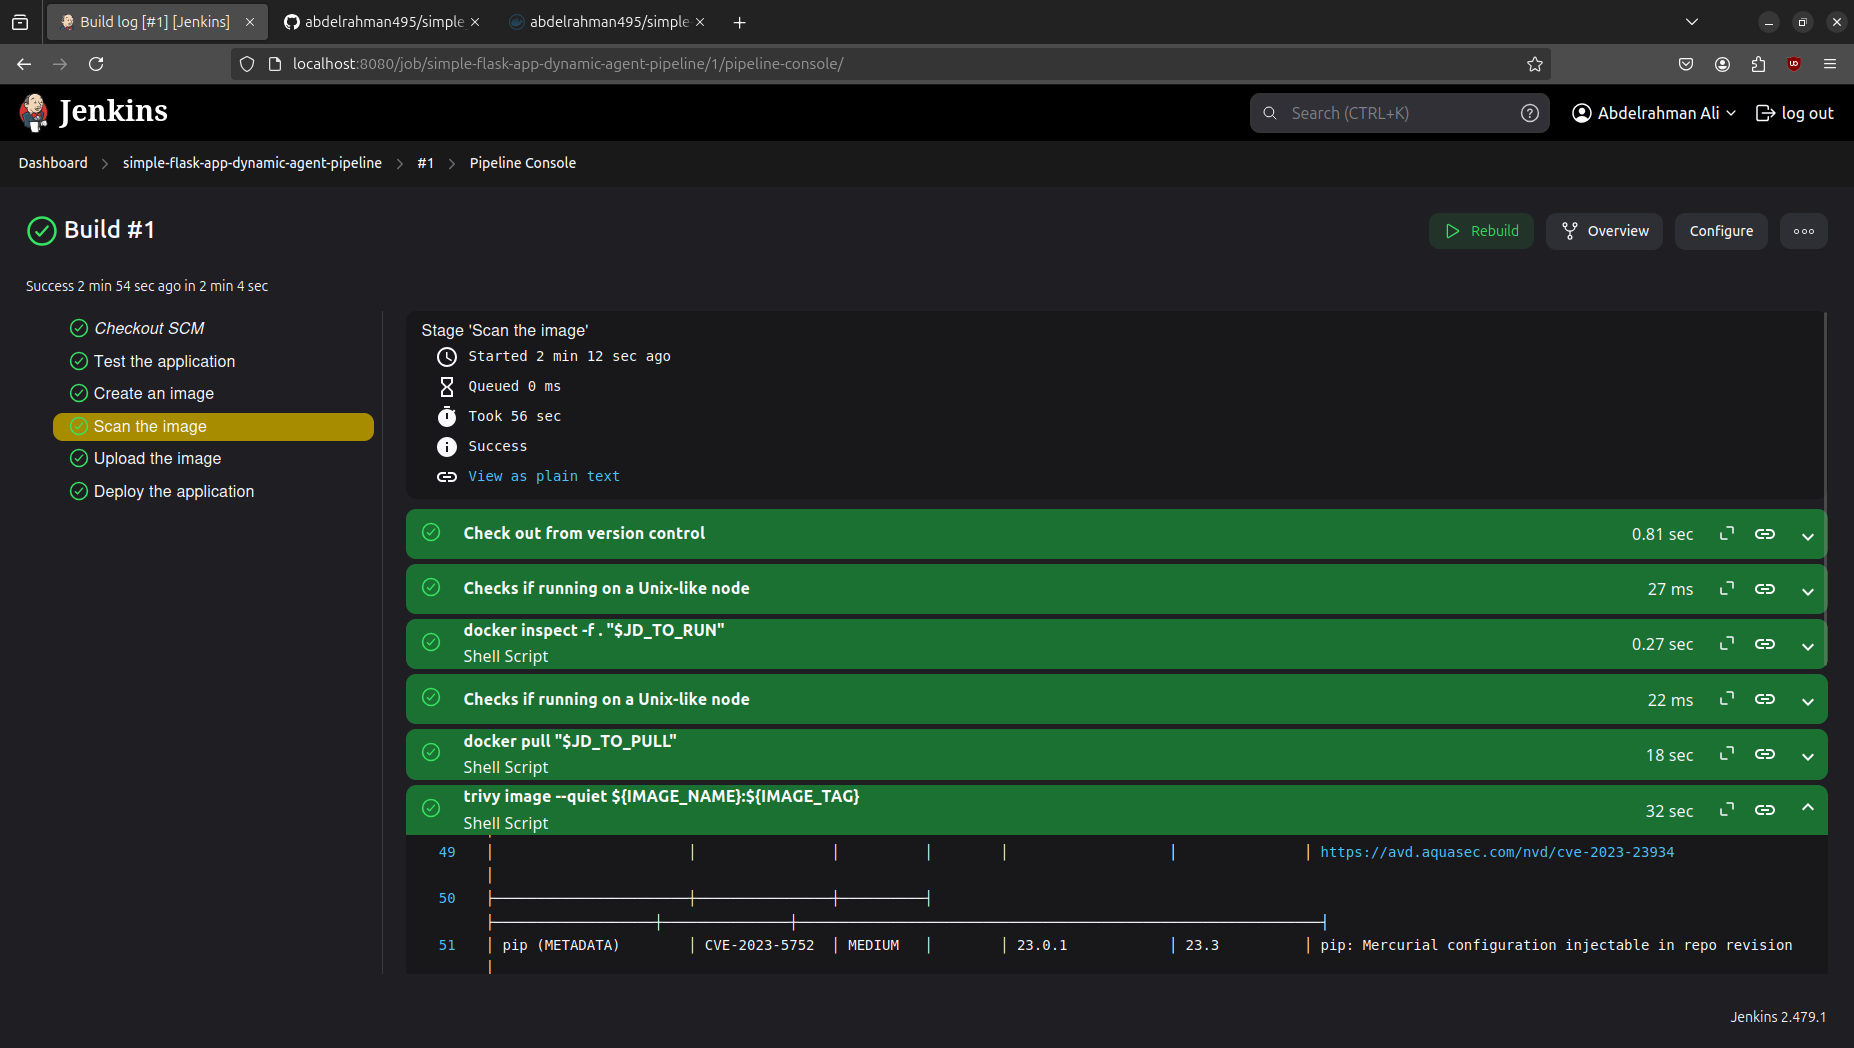 Build log [#1] [Jenkins]
abdelrahman495/simple
abdelrahman495/simple
localhost:8080/job/simple-flask-app-dynamic-agent-pipeline/1/pipeline-console/
Jenkins
Search (CTRL+K)
Abdelrahman Ali
log out
Dashboard
simple-flask-app-dynamic-agent-pipeline
#1
Pipeline Console
Build #1
Rebuild
Overview
Configure
Success 2 min 54 sec ago in 2 min 4 sec
Checkout SCM
Test the application
Create an image
Scan the image
Upload the image
Deploy the application
Stage 'Scan the image'
Started 2 min 12 sec ago
Queued 0 ms
Took 56 sec
Success
View as plain text
Check out from version control
0.81 sec
Checks if running on a Unix-like node
27 ms
docker inspect -f . "$JD_TO_RUN"
Shell Script
0.27 sec
Checks if running on a Unix-like node
22 ms
docker pull "$JD_TO_PULL"
Shell Script
18 sec
trivy image --quiet ${IMAGE_NAME}:${IMAGE_TAG}
Shell Script
32 sec
49 https://avd.aquasec.com/nvd/cve-2023-23934
50
51 pip (METADATA) CVE-2023-5752 MEDIUM 23.0.1 23.3 pip: Mercurial configuration injectable in repo revision
Jenkins 2.479.1